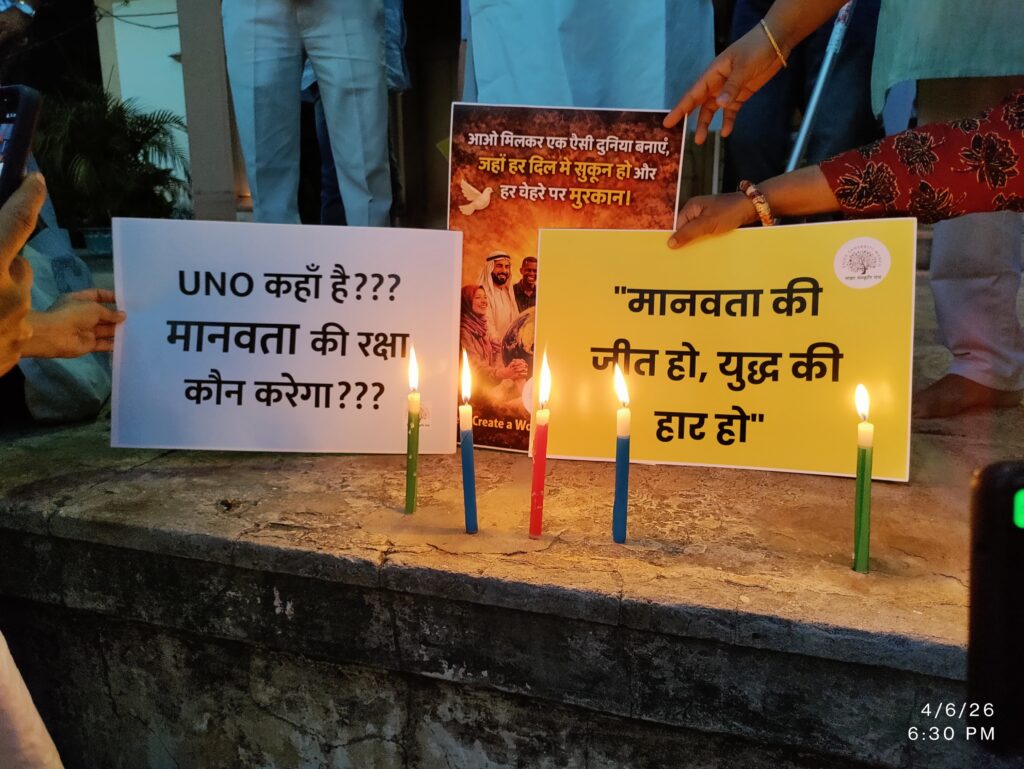 आओ मिलकर एक ऐसी दुनिया बनाएं,
जहाँ हर दिल मे सुकून हो और
हर चेहरे पर मुस्कान।
UNO कहाँ है???
मानवता की रक्षा
कौन करेगा???
"मानवता की
जीत हो, युद्ध की
हार हो"
Create a
4/6/26
6:30 PM